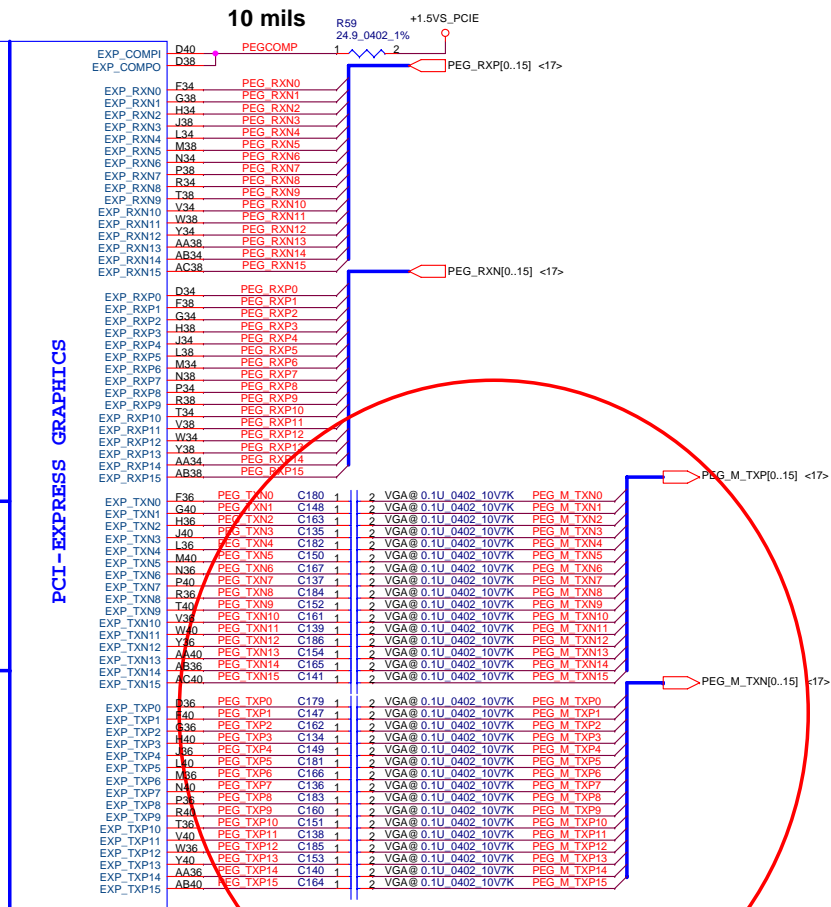 10 mils
R59
24.9_0402_1%
+1.5VS_PCIE
EXP_COMPI D40 PEGCOMP 1 2
EXP_COMPO D38
PEG_RXP[0..15] <17>
EXP_RXN0 F34 PEG_RXN0
EXP_RXN1 G38 PEG_RXN1
EXP_RXN2 H34 PEG_RXN2
EXP_RXN3 J38 PEG_RXN3
EXP_RXN4 L34 PEG_RXN4
EXP_RXN5 M38 PEG_RXN5
EXP_RXN6 N34 PEG_RXN6
EXP_RXN7 P38 PEG_RXN7
EXP_RXN8 R34 PEG_RXN8
EXP_RXN9 T38 PEG_RXN9
EXP_RXN10 V34 PEG_RXN10
EXP_RXN11 W38 PEG_RXN11
EXP_RXN12 Y34 PEG_RXN12
EXP_RXN13 AA38 PEG_RXN13
EXP_RXN14 AB34 PEG_RXN14
EXP_RXN15 AC38 PEG_RXN15
PEG_RXN[0..15] <17>
EXP_RXP0 D34 PEG_RXP0
EXP_RXP1 F38 PEG_RXP1
EXP_RXP2 G34 PEG_RXP2
EXP_RXP3 H38 PEG_RXP3
EXP_RXP4 J34 PEG_RXP4
EXP_RXP5 L38 PEG_RXP5
EXP_RXP6 M34 PEG_RXP6
EXP_RXP7 N38 PEG_RXP7
EXP_RXP8 P34 PEG_RXP8
EXP_RXP9 R38 PEG_RXP9
EXP_RXP10 T34 PEG_RXP10
EXP_RXP11 V38 PEG_RXP11
EXP_RXP12 W34 PEG_RXP12
EXP_RXP13 Y38 PEG_RXP13
EXP_RXP14 AA34 PEG_RXP14
EXP_RXP15 AB38 PEG_RXP15
PCI-EXPRESS GRAPHICS
PEG_M_TXP[0..15] <17>
EXP_TXN0 F36 PEG_TXN0 C180 1 2 VGA@ 0.1U_0402_10V7K PEG_M_TXN0
EXP_TXN1 G40 PEG_TXN1 C148 1 2 VGA@ 0.1U_0402_10V7K PEG_M_TXN1
EXP_TXN2 H36 PEG_TXN2 C163 1 2 VGA@ 0.1U_0402_10V7K PEG_M_TXN2
EXP_TXN3 J40 PEG_TXN3 C135 1 2 VGA@ 0.1U_0402_10V7K PEG_M_TXN3
EXP_TXN4 L36 PEG_TXN4 C182 1 2 VGA@ 0.1U_0402_10V7K PEG_M_TXN4
EXP_TXN5 M40 PEG_TXN5 C150 1 2 VGA@ 0.1U_0402_10V7K PEG_M_TXN5
EXP_TXN6 N36 PEG_TXN6 C167 1 2 VGA@ 0.1U_0402_10V7K PEG_M_TXN6
EXP_TXN7 P40 PEG_TXN7 C137 1 2 VGA@ 0.1U_0402_10V7K PEG_M_TXN7
EXP_TXN8 R36 PEG_TXN8 C184 1 2 VGA@ 0.1U_0402_10V7K PEG_M_TXN8
EXP_TXN9 T40 PEG_TXN9 C152 1 2 VGA@ 0.1U_0402_10V7K PEG_M_TXN9
EXP_TXN10 V36 PEG_TXN10 C161 1 2 VGA@ 0.1U_0402_10V7K PEG_M_TXN10
EXP_TXN11 W40 PEG_TXN11 C139 1 2 VGA@ 0.1U_0402_10V7K PEG_M_TXN11
EXP_TXN12 Y36 PEG_TXN12 C186 1 2 VGA@ 0.1U_0402_10V7K PEG_M_TXN12
EXP_TXN13 AA40 PEG_TXN13 C154 1 2 VGA@ 0.1U_0402_10V7K PEG_M_TXN13
EXP_TXN14 AB36 PEG_TXN14 C165 1 2 VGA@ 0.1U_0402_10V7K PEG_M_TXN14
EXP_TXN15 AC40 PEG_TXN15 C141 1 2 VGA@ 0.1U_0402_10V7K PEG_M_TXN15
PEG_M_TXN[0..15] <17>
EXP_TXP0 D36 PEG_TXP0 C179 1 2 VGA@ 0.1U_0402_10V7K PEG_M_TXP0
EXP_TXP1 F40 PEG_TXP1 C147 1 2 VGA@ 0.1U_0402_10V7K PEG_M_TXP1
EXP_TXP2 G36 PEG_TXP2 C162 1 2 VGA@ 0.1U_0402_10V7K PEG_M_TXP2
EXP_TXP3 H40 PEG_TXP3 C134 1 2 VGA@ 0.1U_0402_10V7K PEG_M_TXP3
EXP_TXP4 J36 PEG_TXP4 C149 1 2 VGA@ 0.1U_0402_10V7K PEG_M_TXP4
EXP_TXP5 L40 PEG_TXP5 C181 1 2 VGA@ 0.1U_0402_10V7K PEG_M_TXP5
EXP_TXP6 M36 PEG_TXP6 C166 1 2 VGA@ 0.1U_0402_10V7K PEG_M_TXP6
EXP_TXP7 N40 PEG_TXP7 C136 1 2 VGA@ 0.1U_0402_10V7K PEG_M_TXP7
EXP_TXP8 P36 PEG_TXP8 C183 1 2 VGA@ 0.1U_0402_10V7K PEG_M_TXP8
EXP_TXP9 R40 PEG_TXP9 C160 1 2 VGA@ 0.1U_0402_10V7K PEG_M_TXP9
EXP_TXP10 T36 PEG_TXP10 C151 1 2 VGA@ 0.1U_0402_10V7K PEG_M_TXP10
EXP_TXP11 V40 PEG_TXP11 C138 1 2 VGA@ 0.1U_0402_10V7K PEG_M_TXP11
EXP_TXP12 W36 PEG_TXP12 C185 1 2 VGA@ 0.1U_0402_10V7K PEG_M_TXP12
EXP_TXP13 Y40 PEG_TXP13 C153 1 2 VGA@ 0.1U_0402_10V7K PEG_M_TXP13
EXP_TXP14 AA36 PEG_TXP14 C140 1 2 VGA@ 0.1U_0402_10V7K PEG_M_TXP14
EXP_TXP15 AB40 PEG_TXP15 C164 1 2 VGA@ 0.1U_0402_10V7K PEG_M_TXP15